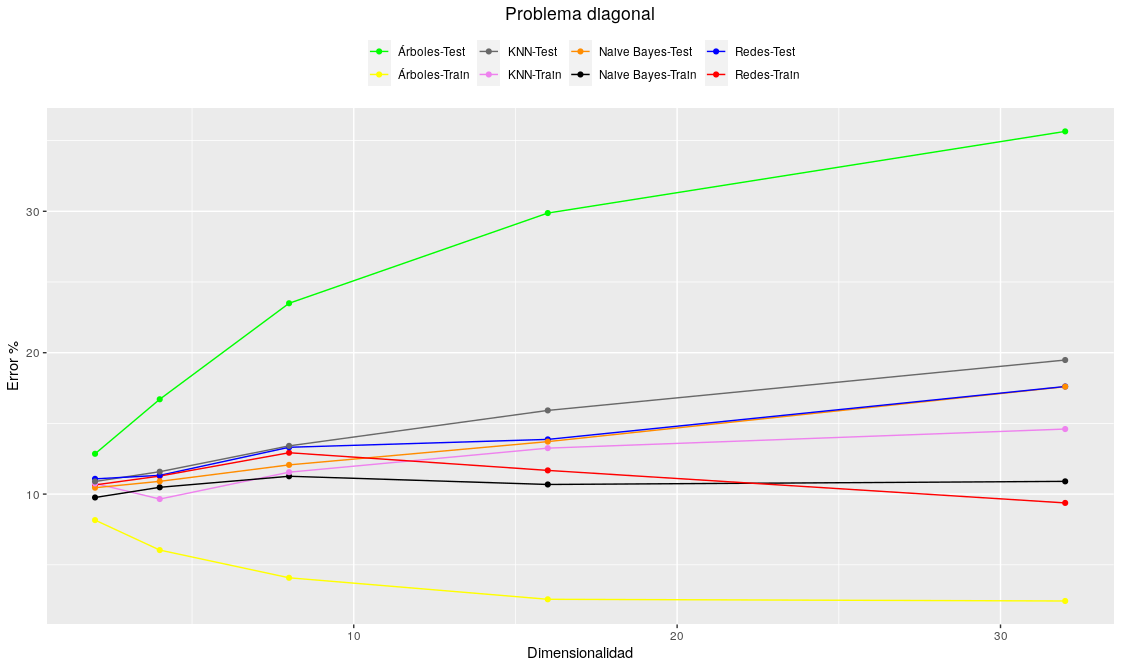 Problema diagonal
Árboles-Test KNN-Test Naive Bayes-Test Redes-Test
Árboles-Train KNN-Train Naive Bayes-Train Redes-Train
Error %
30
20
10
10 20 30
Dimensionalidad